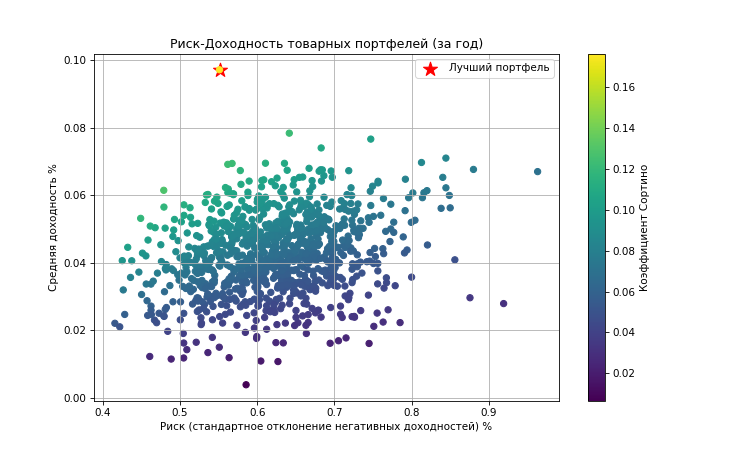 Риск-Доходность товарных портфелей (за год)
Лучший портфель
Средняя доходность %
0.10
0.08
0.06
0.04
0.02
0.00
0.4 0.5 0.6 0.7 0.8 0.9
Риск (стандартное отклонение негативных доходностей) %
0.16
0.14
0.12
0.10
0.08
0.06
0.04
0.02
Коэффициент Сортино